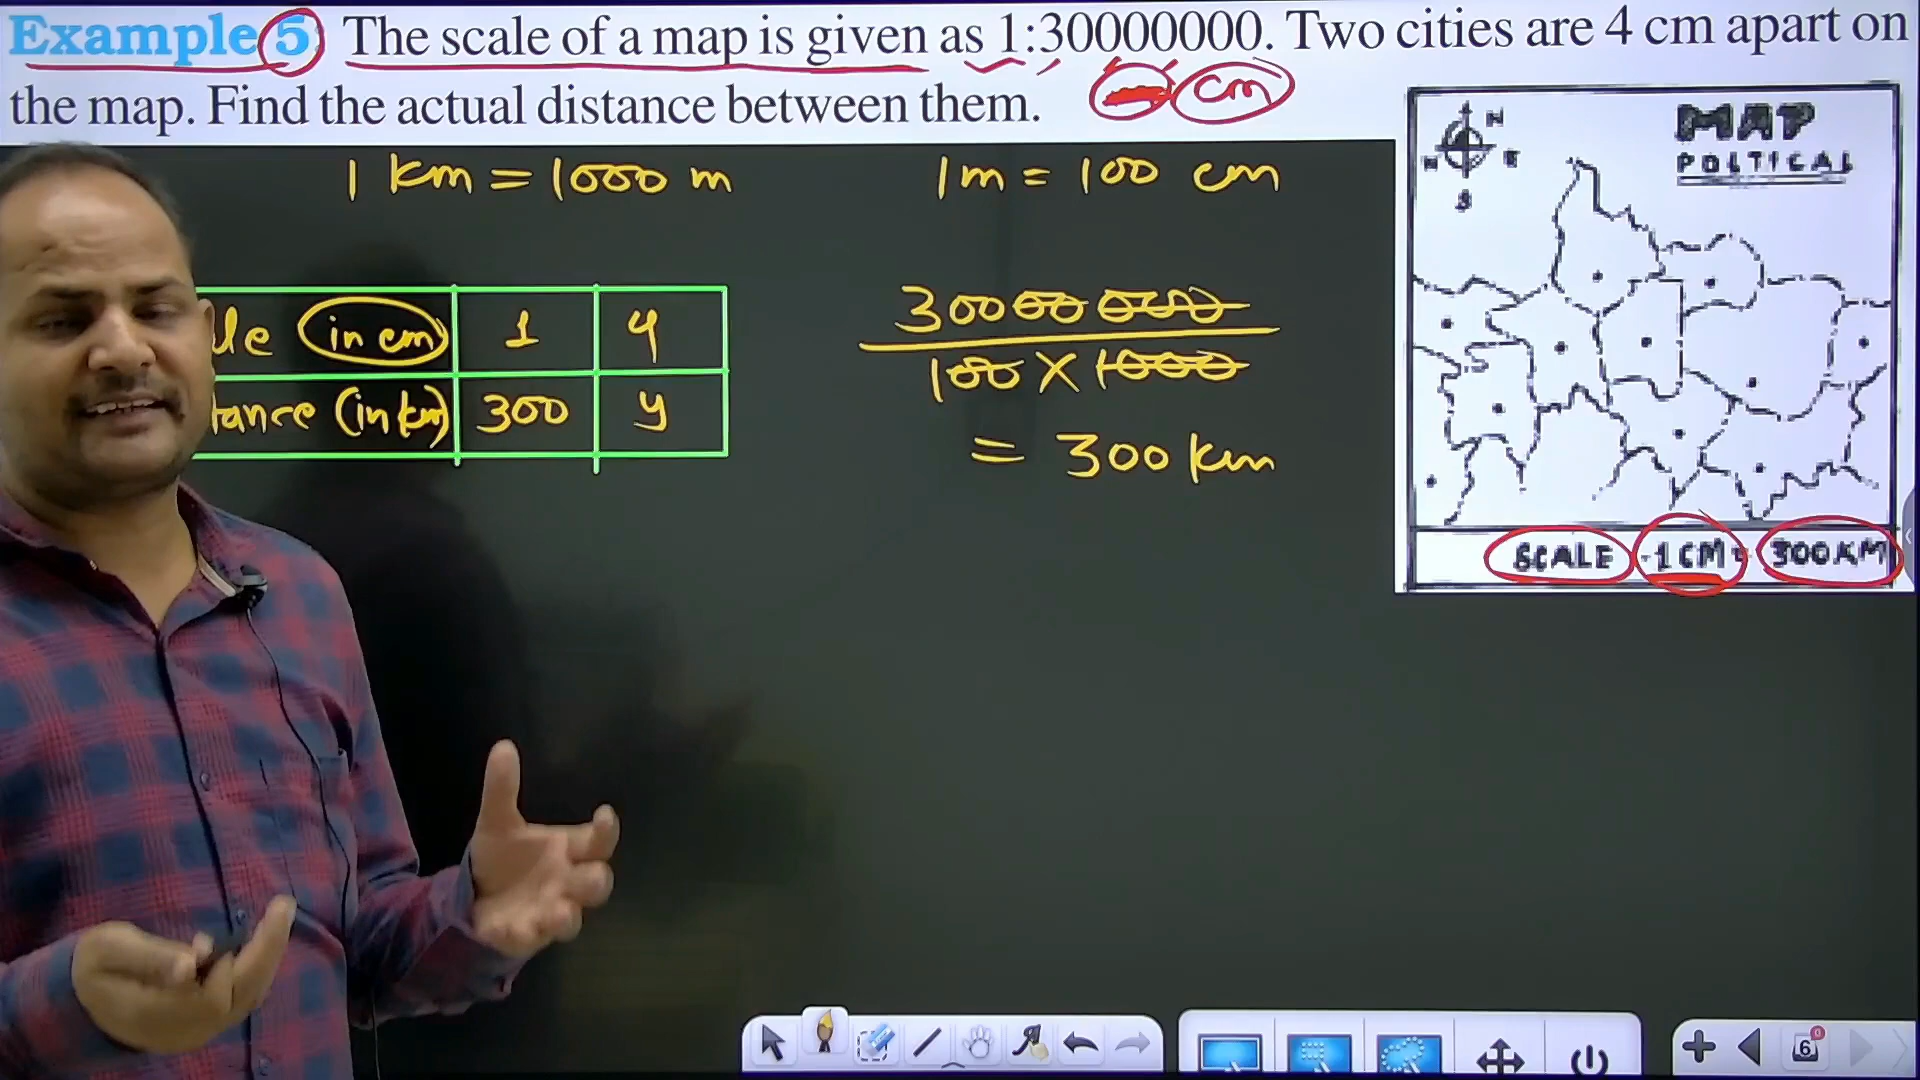 Example 5: The scale of a map is given as 1:30000000. Two cities are 4 cm apart on
the map. Find the actual distance between them.
cm
1 km = 1000 m
1 m = 100 cm
MAP
POLTICAL
N
E
S
(in cm) 1 4
(in km) 300 y
30000000
100 × 1000
= 300 km
SCALE - 1 CM = 300 KM
6